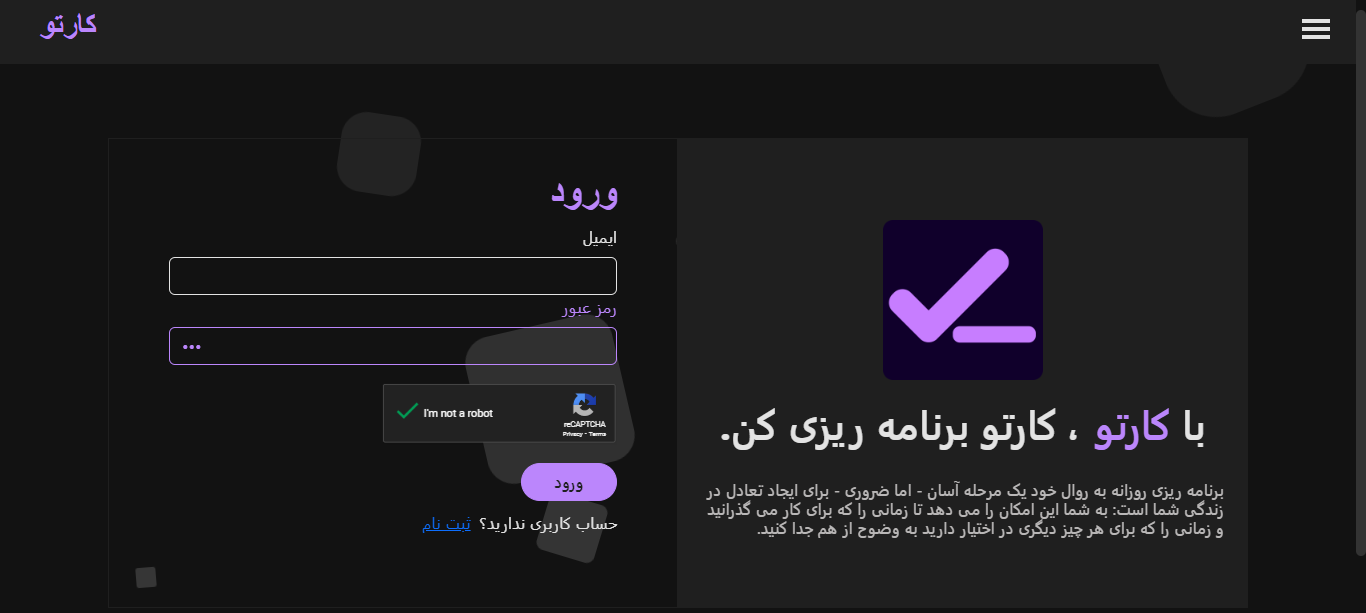 کارتو
با کارتو ، کارتو برنامه ریزی کن.
برنامه ریزی روزانه به روال خود یک مرحله آسان - اما ضروری - برای ایجاد تعادل در
زندگی شما است: به شما این امکان را می دهد تا زمانی را که برای کار می گذرانید
و زمانی را که برای هر چیز دیگری در اختیار دارید به وضوح از هم جدا کنید.
ورود
ایمیل
رمز عبور
I'm not a robot
reCAPTCHA
Privacy - Terms
ورود
حساب کاربری ندارید؟ ثبت نام